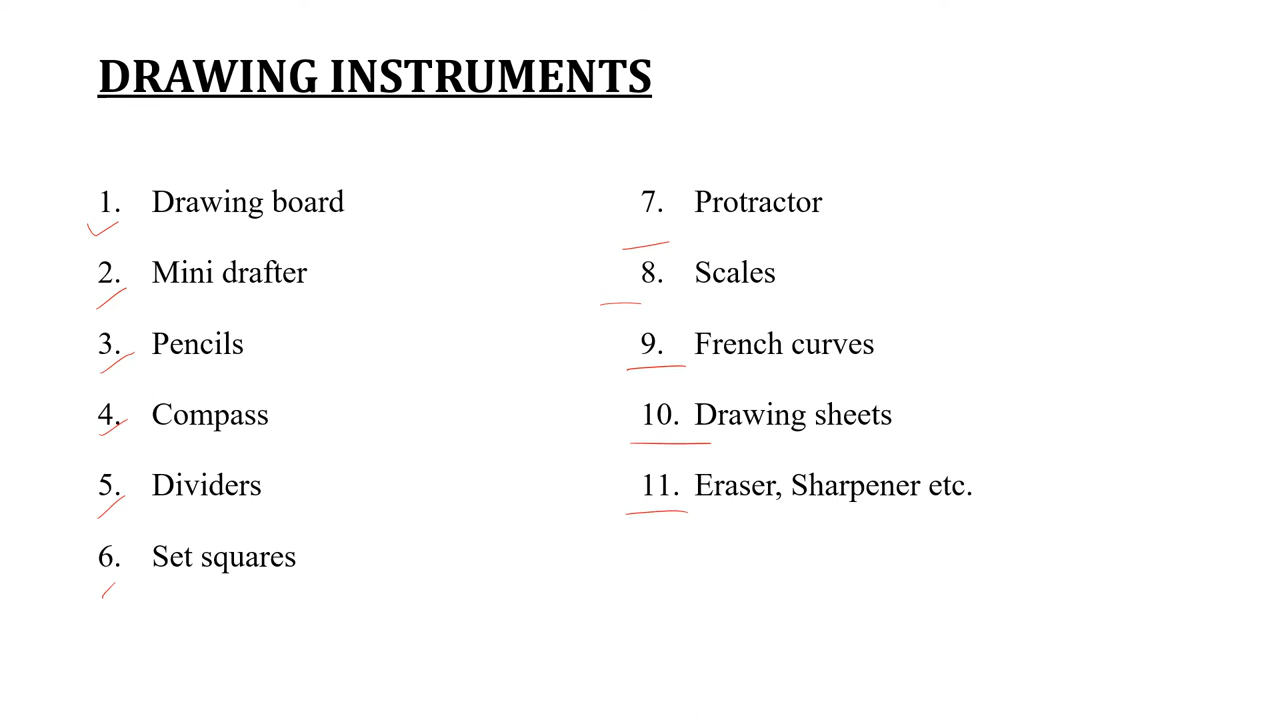 DRAWING INSTRUMENTS
1. Drawing board
2. Mini drafter
3. Pencils
4. Compass
5. Dividers
6. Set squares
7. Protractor
8. Scales
9. French curves
10. Drawing sheets
11. Eraser, Sharpener etc.